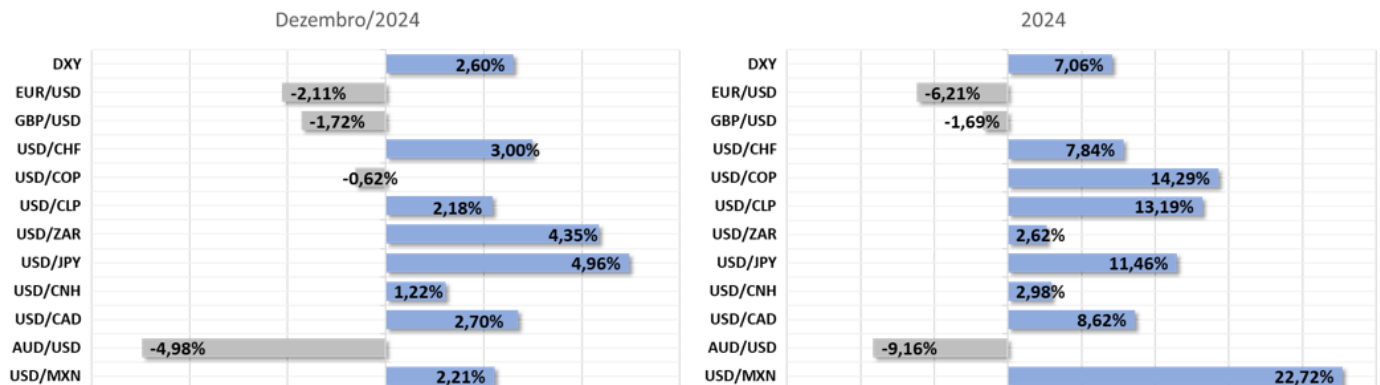 Dezembro/2024
DXY 2,60%
EUR/USD -2,11%
GBP/USD -1,72%
USD/CHF 3,00%
USD/COP -0,62%
USD/CLP 2,18%
USD/ZAR 4,35%
USD/JPY 4,96%
USD/CNH 1,22%
USD/CAD 2,70%
AUD/USD -4,98%
USD/MXN 2,21%
2024
DXY 7,06%
EUR/USD -6,21%
GBP/USD -1,69%
USD/CHF 7,84%
USD/COP 14,29%
USD/CLP 13,19%
USD/ZAR 2,62%
USD/JPY 11,46%
USD/CNH 2,98%
USD/CAD 8,62%
AUD/USD -9,16%
USD/MXN 22,72%